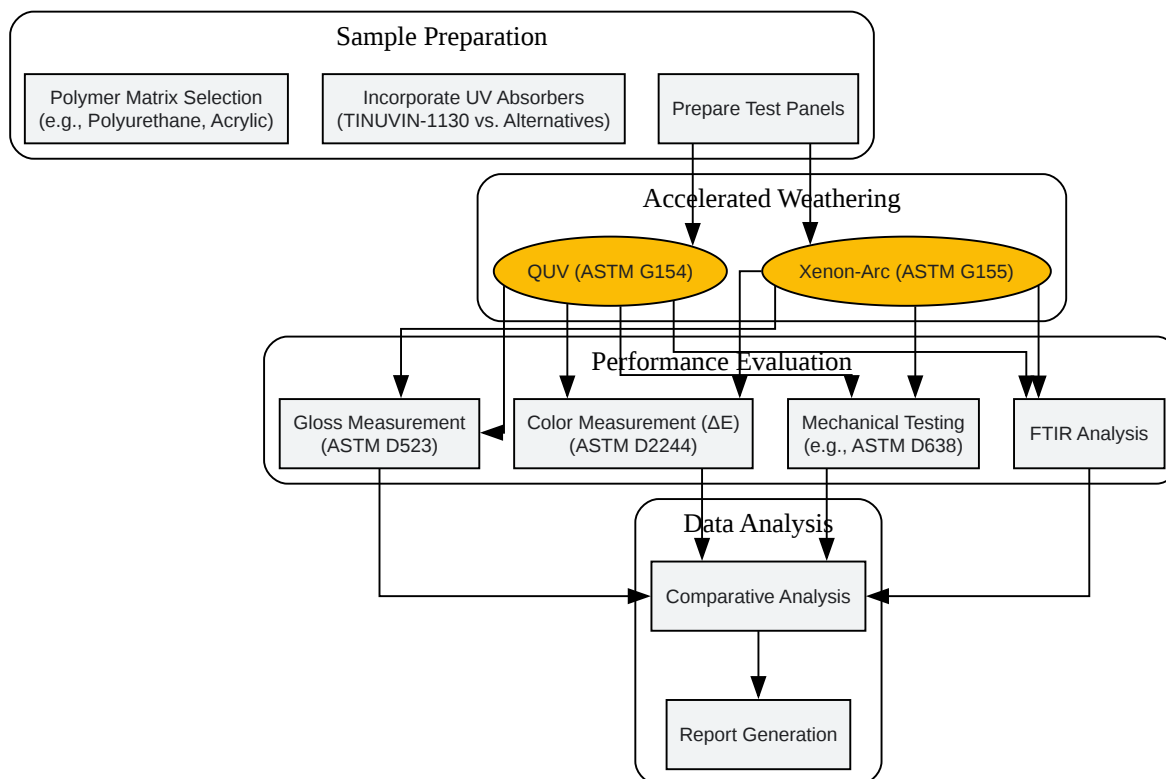 Sample Preparation
Polymer Matrix Selection
(e.g., Polyurethane, Acrylic)
Incorporate UV Absorbers
(TINUVIN-1130 vs. Alternatives)
Prepare Test Panels
Accelerated Weathering
QUV (ASTM G154)
Xenon-Arc (ASTM G155)
Performance Evaluation
Gloss Measurement
(ASTM D523)
Color Measurement (ΔE)
(ASTM D2244)
Mechanical Testing
(e.g., ASTM D638)
FTIR Analysis
Data Analysis
Comparative Analysis
Report Generation